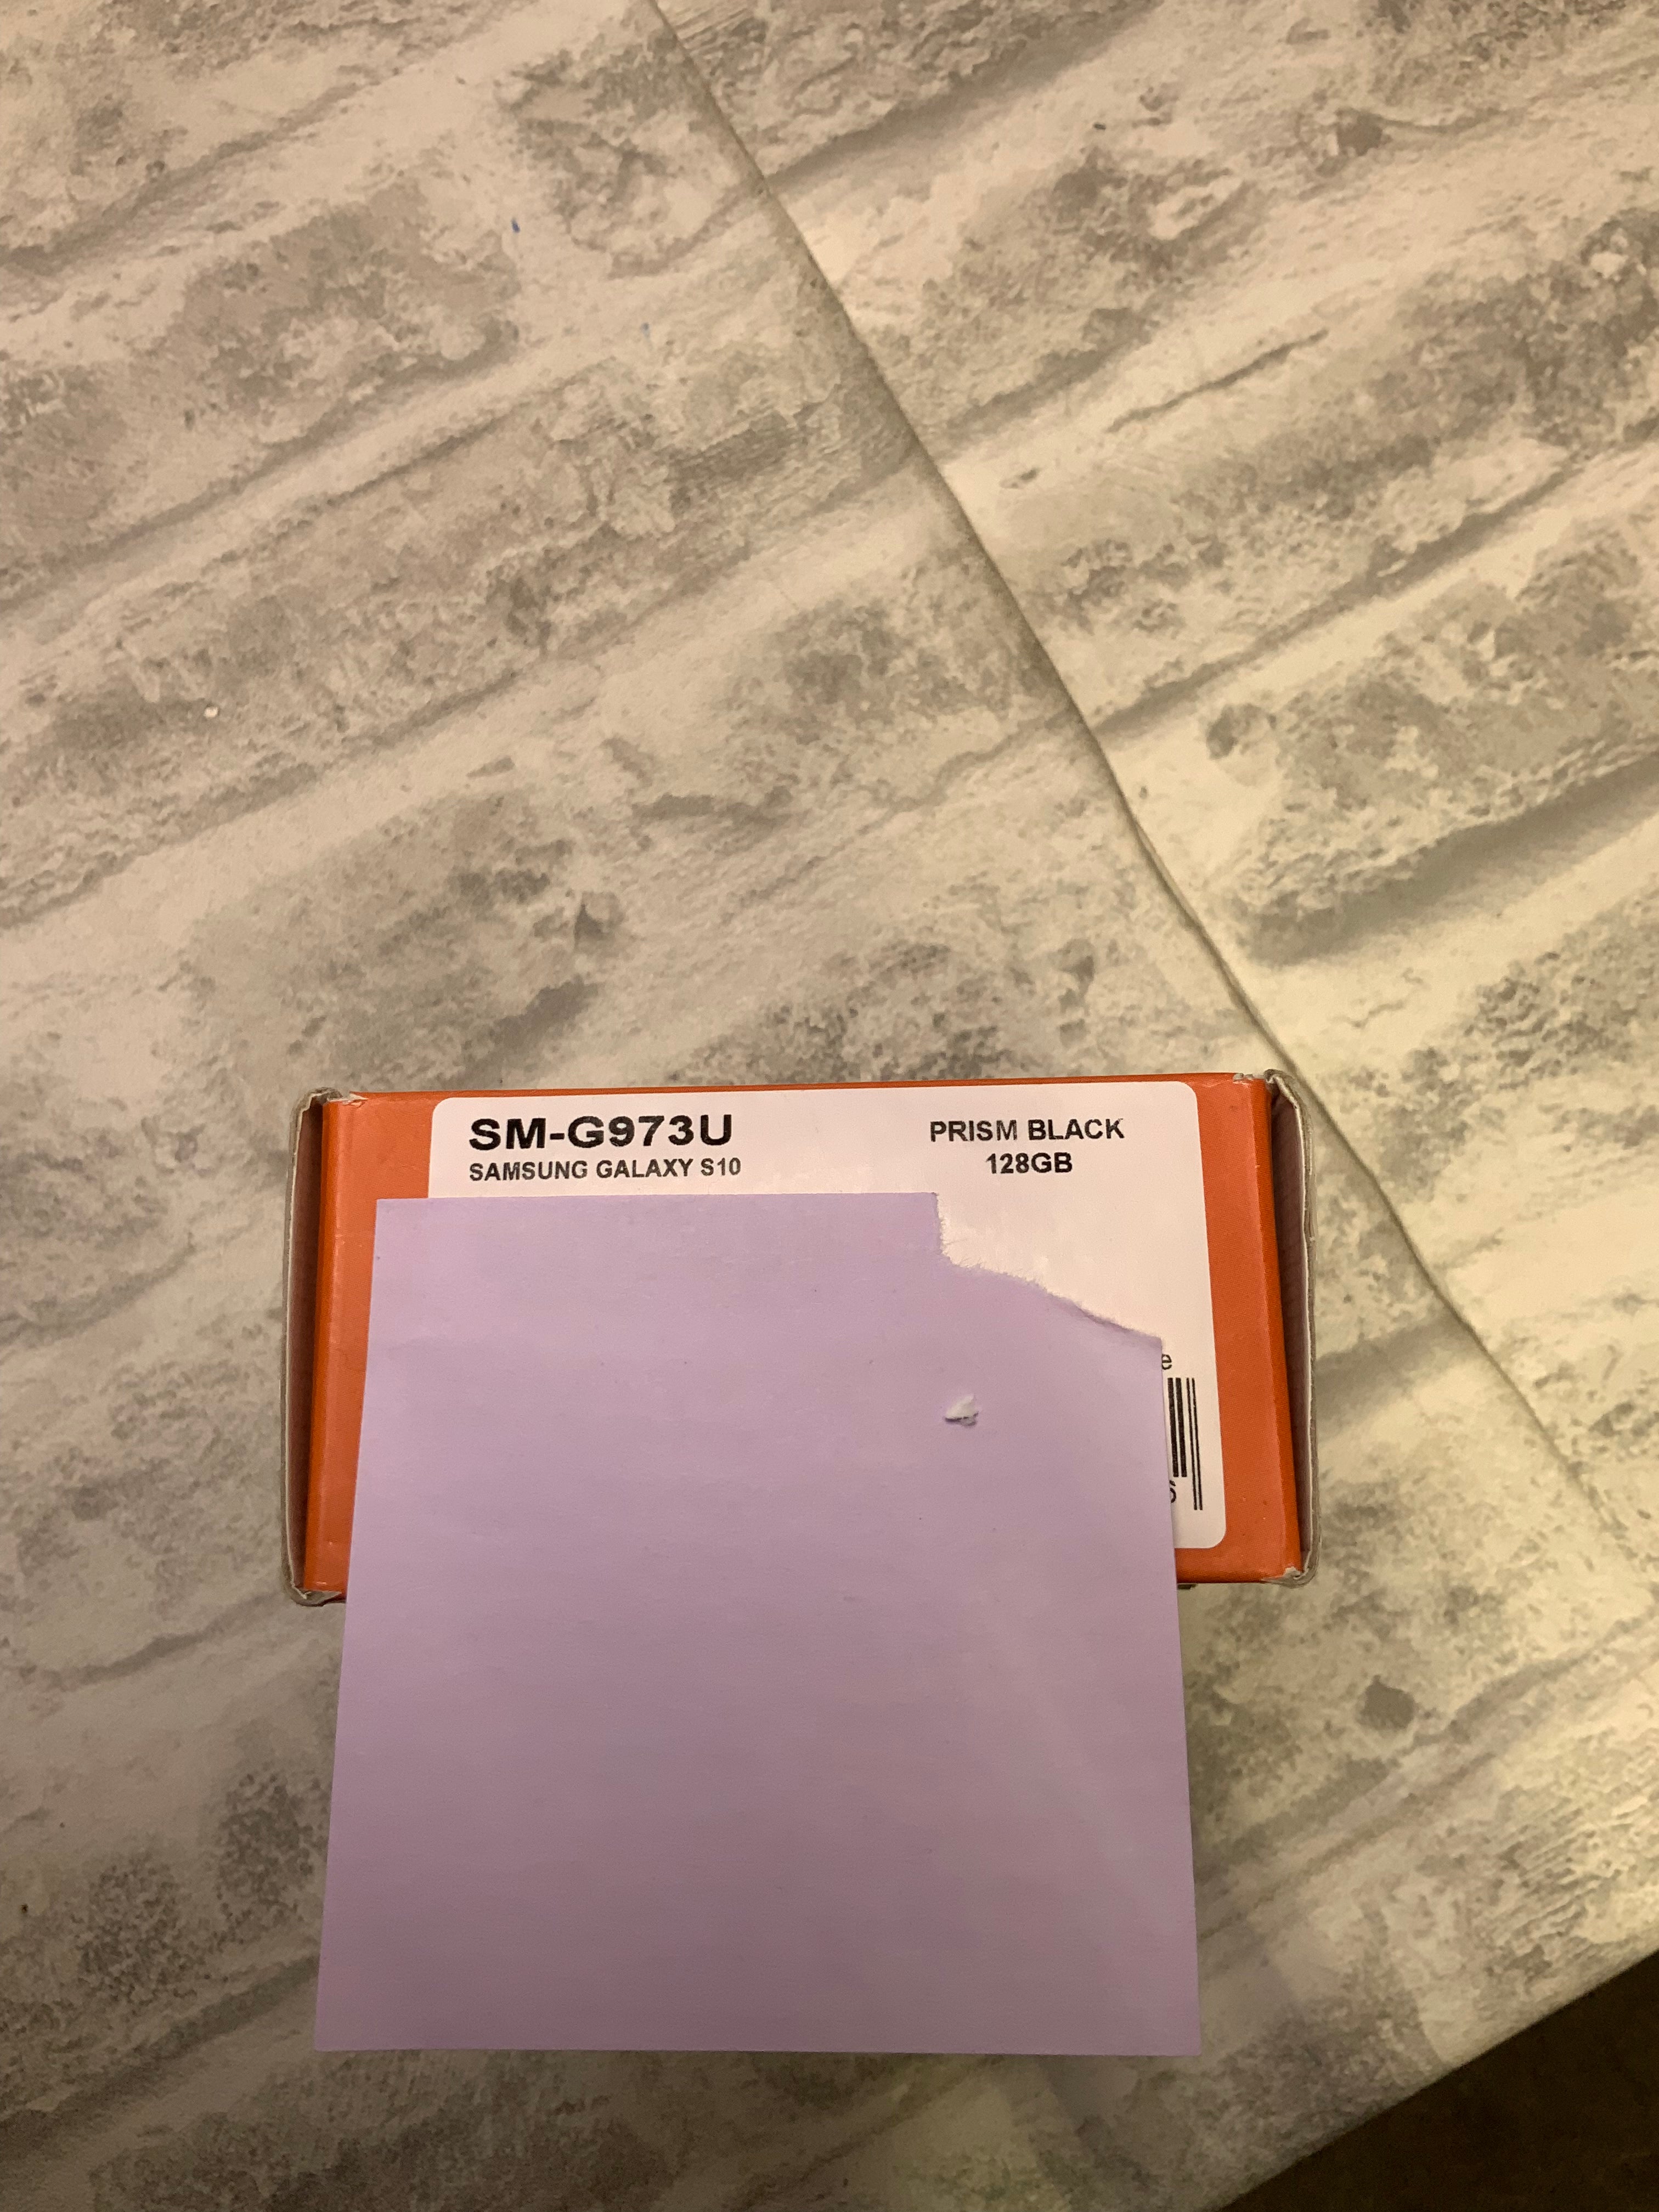 SM-G973U
SAMSUNG GALAXY S10
PRISM BLACK
128GB
e